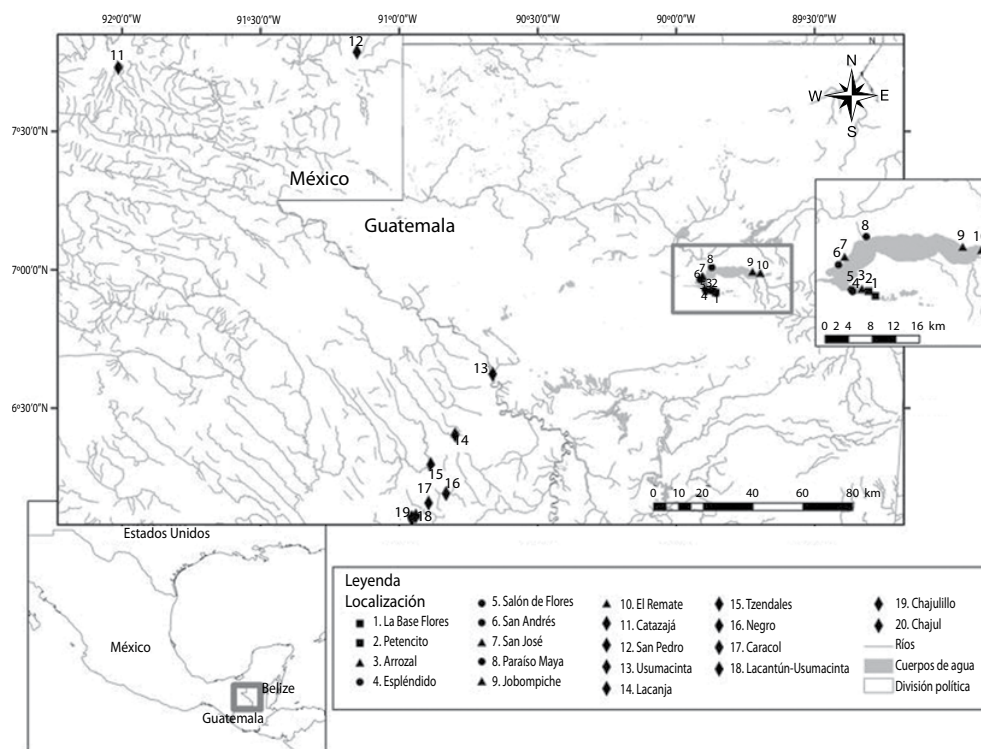 92°0'0"N 91°30'0"N 91°0'0"N 90°30'0"N 90°0'0"N 89°30'0"N
11
12
N
N
W E
S
7°30'0"N
México
Guatemala
7°0'0"N
8
7
6
9 10
3 2
4
1
8
7
6
9
10
5
4
3 2
1
0 2 4 8 12 16 km
13
6°30'0"N
14
15
16
17
19
18
0 10 20 40 60 80 km
Estados Unidos
México
Belize
Guatemala
Leyenda
Localización
1. La Base Flores
2. Petencito
3. Arrozal
4. Espléndido
5. Salón de Flores
6. San Andrés
7. San José
8. Paraíso Maya
9. Jobompiche
10. El Remate
11. Catazajá
12. San Pedro
13. Usumacinta
14. Lacanja
15. Tzendales
16. Negro
17. Caracol
18. Lacantún-Usumacinta
19. Chajulillo
20. Chajul
Ríos
Cuerpos de agua
División política